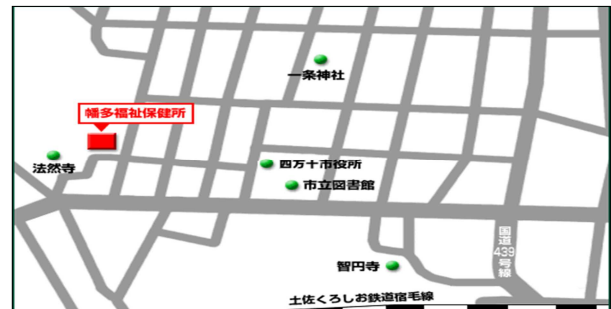 一条神社
幡多福祉保健所
法然寺
四万十市役所
市立図書館
国道439号線
智円寺
土佐くろしお鉄道宿毛線